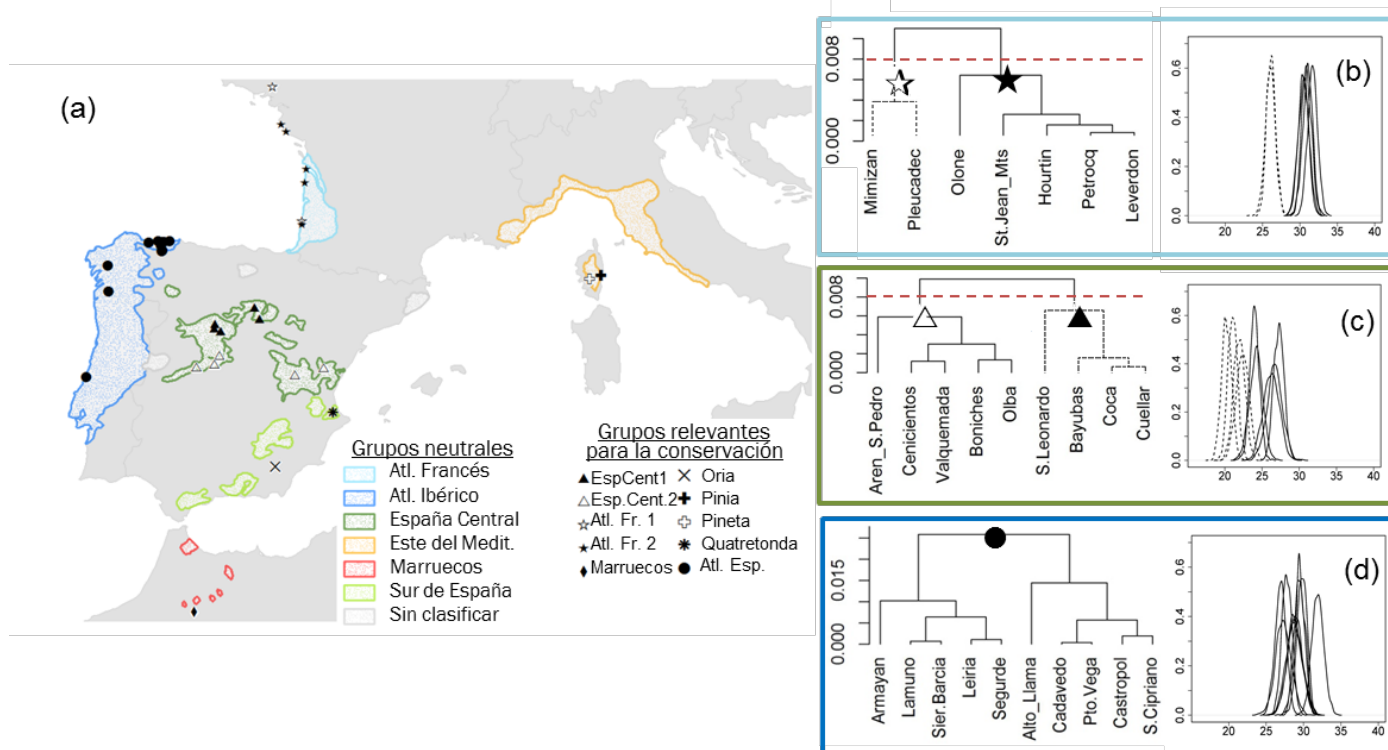 (a)
Grupos neutrales
Atl. Francés
Atl. Ibérico
España Central
Este del Medit.
Marruecos
Sur de España
Sin clasificar
Grupos relevantes
para la conservación
EspCent1
Esp.Cent.2
Atl. Fr. 1
Atl. Fr. 2
Marruecos
Oria
Pinia
Pineta
Quatretonda
Atl. Esp.
0.008
0.000
Mimizan
Pleucadec
Olone
St.Jean_Mts
Hourtin
Petrocq
Leverdon
(b)
0.6
0.4
0.2
0.0
20 25 30 35 40
0.008
0.000
Aren_S.Pedro
Cenicientos
Valquemada
Boniches
Olba
S.Leonardo
Bayubas
Coca
Cuellar
(c)
0.6
0.4
0.2
0.0
20 25 30 35 40
0.015
0.000
Armayan
Lamuno
Sier.Barcia
Leiria
Segurde
Alto_Llama
Cadavedo
Pto.Vega
Castropol
S.Cipriano
(d)
0.6
0.4
0.2
0.0
20 25 30 35 40